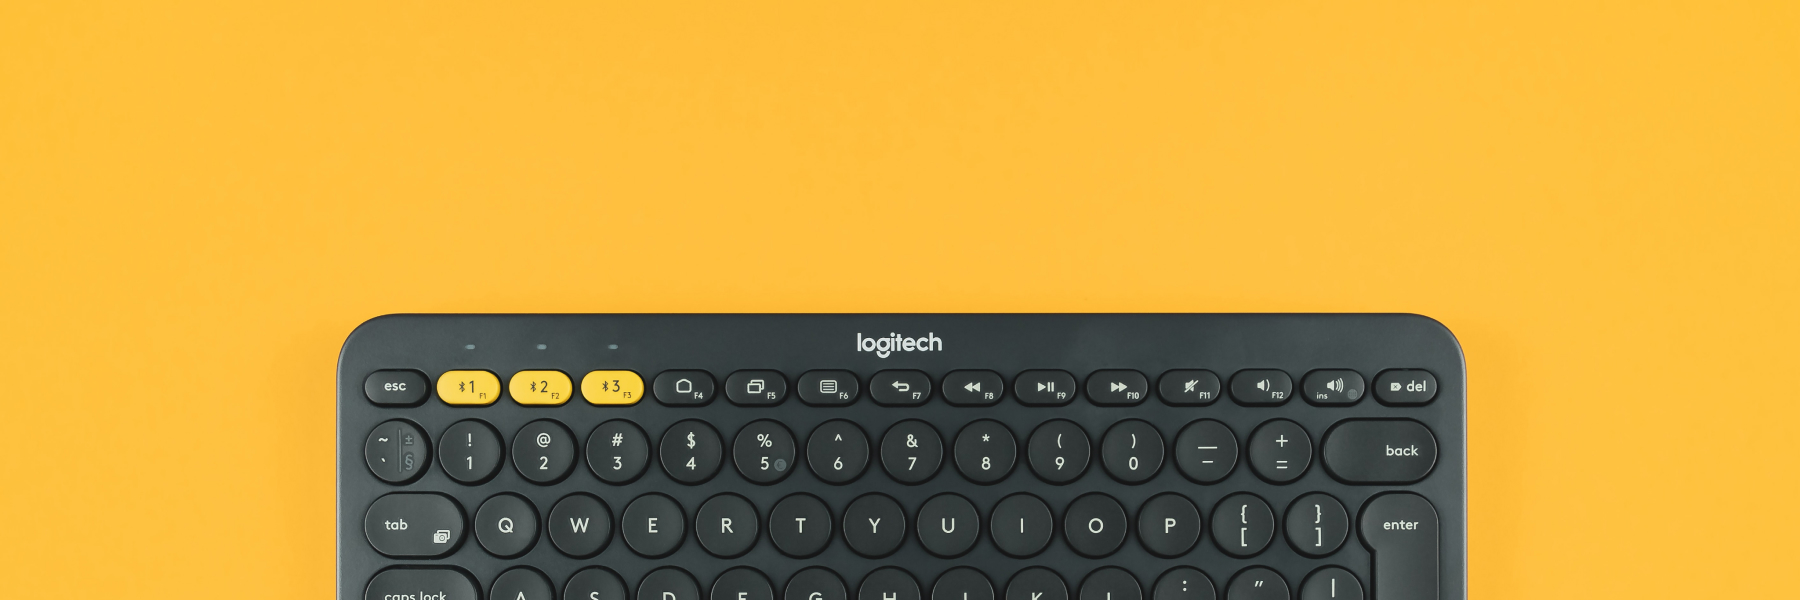 logitech
esc 1 F1 2 F2 3 F3 F4 F5 F6 F7 F8 F9 F10 F11 F12 ins del
~ ± ! @ # $ % ^ & * ( ) — +
` § 1 2 3 4 5 6 7 8 9 0 – = back
tab Q W E R T Y U I O P { } enter
[ ]
caps lock A S D F G H J K L : " |